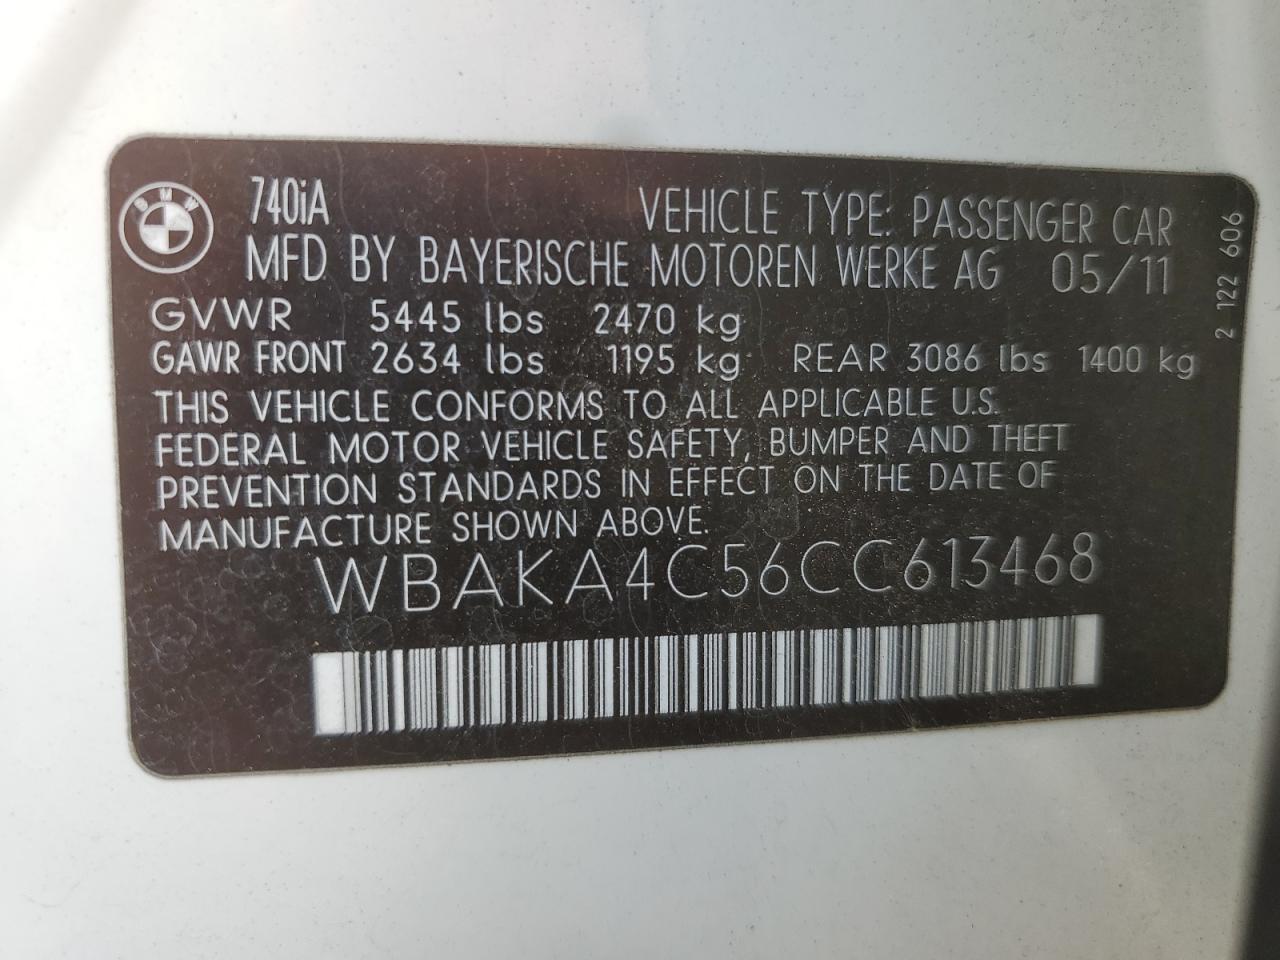 BMW
740iA VEHICLE TYPE: PASSENGER CAR
MFD BY BAYERISCHE MOTOREN WERKE AG 05/11
GVWR 5445 lbs 2470 kg
GAWR FRONT 2634 lbs 1195 kg REAR 3086 lbs 1400 kg
THIS VEHICLE CONFORMS TO ALL APPLICABLE U.S.
FEDERAL MOTOR VEHICLE SAFETY, BUMPER AND THEFT
PREVENTION STANDARDS IN EFFECT ON THE DATE OF
MANUFACTURE SHOWN ABOVE.
WBAKA4C56CC613468
2 122 606